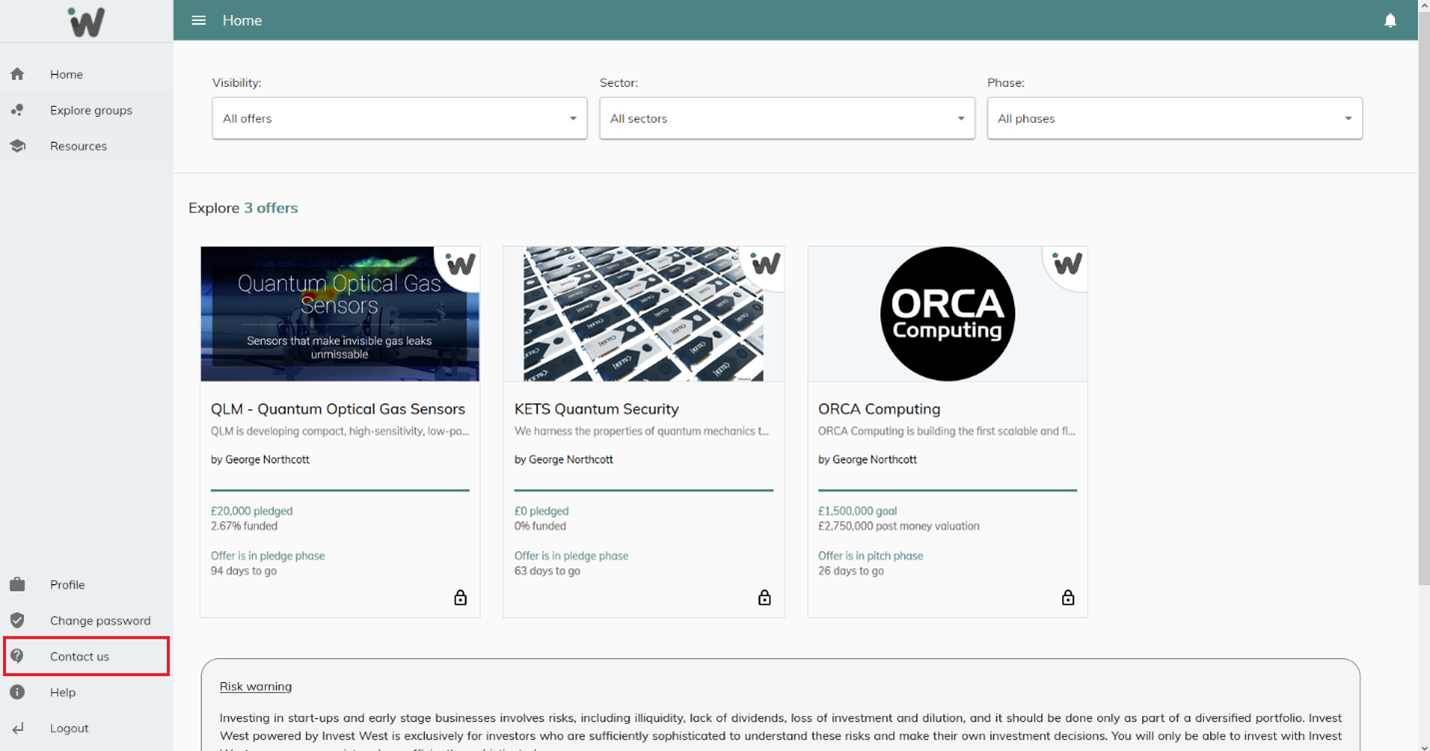 iW
Home
Home
Explore groups
Resources
Visibility:
Sector:
Phase:
All offers
All sectors
All phases
Explore 3 offers
Quantum Optical Gas
Sensors
Sensors that make invisible gas leaks
unmissable
iW
QLM - Quantum Optical Gas Sensors
QLM is developing compact, high-sensitivity, low-po...
by George Northcott
£20,000 pledged
2.67% funded
Offer is in pledge phase
94 days to go
KETS
iW
KETS Quantum Security
We harness the properties of quantum mechanics t...
by George Northcott
£0 pledged
0% funded
Offer is in pledge phase
63 days to go
ORCA
Computing
iW
ORCA Computing
ORCA Computing is building the first scalable and fl...
by George Northcott
£1,500,000 goal
£2,750,000 post money valuation
Offer is in pitch phase
26 days to go
Profile
Change password
Contact us
Help
Logout
Risk warning
Investing in start-ups and early stage businesses involves risks, including illiquidity, lack of dividends, loss of investment and dilution, and it should be done only as part of a diversified portfolio. Invest
West powered by Invest West is exclusively for investors who are sufficiently sophisticated to understand these risks and make their own investment decisions. You will only be able to invest with Invest